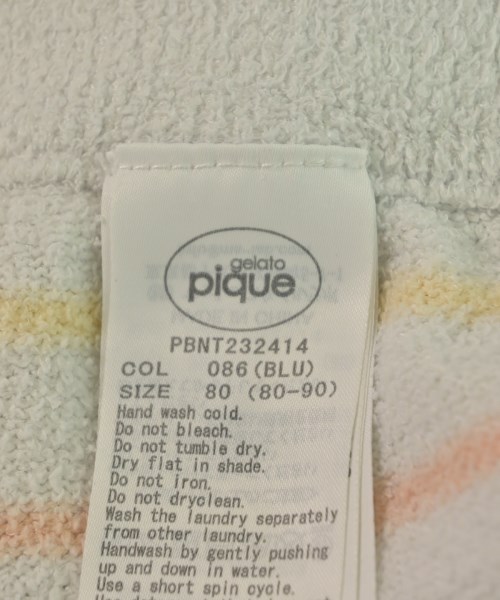 gelato
pique
PBNT232414
COL 086(BLU)
SIZE 80 (80-90)
Hand wash cold.
Do not bleach.
Do not tumble dry.
Dry flat in shade.
Do not iron.
Do not dryclean.
Wash the laundry separately
from other laundry.
Handwash by gently pushing
up and down in water.
Use a short spin cycle.